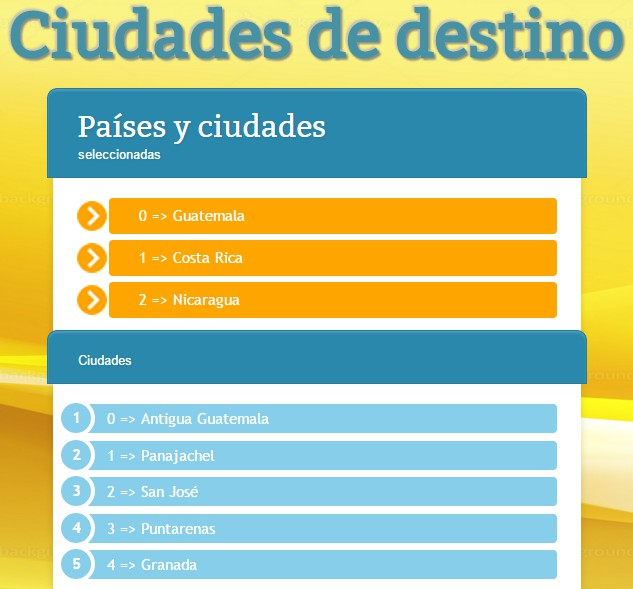 Ciudades de destino
Países y ciudades
seleccionadas
0 => Guatemala
1 => Costa Rica
2 => Nicaragua
Ciudades
1 0 => Antigua Guatemala
2 1 => Panajachel
3 2 => San José
4 3 => Puntarenas
5 4 => Granada